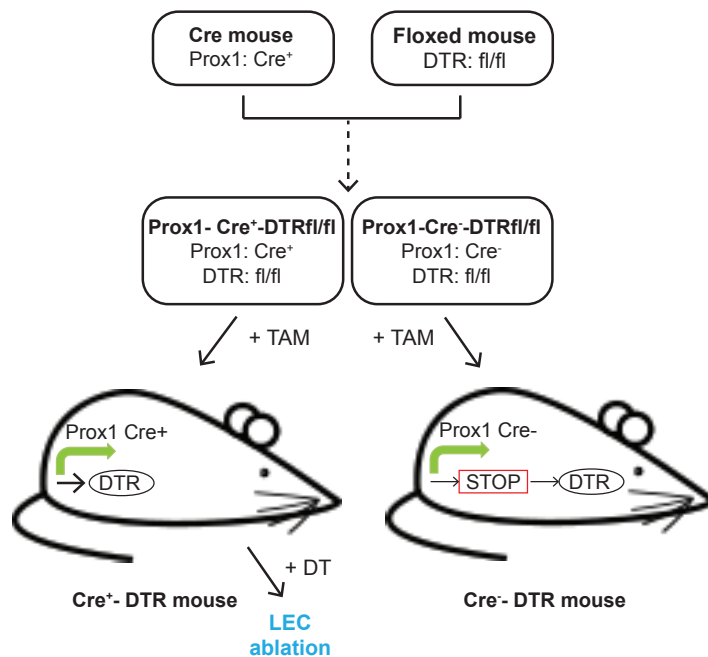 Cre mouse
Prox1: Cre⁺
Floxed mouse
DTR: fl/fl
Prox1- Cre⁺-DTRfl/fl
Prox1: Cre⁺
DTR: fl/fl
Prox1-Cre⁻-DTRfl/fl
Prox1: Cre⁻
DTR: fl/fl
+ TAM
+ TAM
Prox1 Cre+
DTR
Prox1 Cre-
STOP
DTR
+ DT
Cre⁺- DTR mouse
Cre⁻- DTR mouse
LEC
ablation